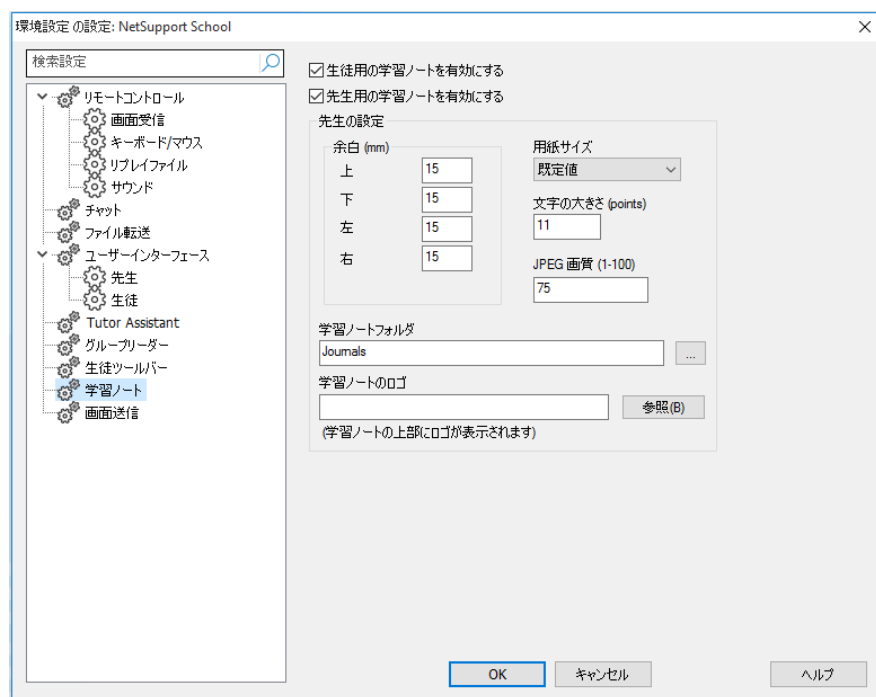 環境設定 の設定: NetSupport School
検索設定
リモートコントロール
画面受信
キーボード/マウス
リプレイファイル
サウンド
チャット
ファイル転送
ユーザーインターフェース
先生
生徒
Tutor Assistant
グループリーダー
生徒ツールバー
学習ノート
画面送信
生徒用の学習ノートを有効にする
先生用の学習ノートを有効にする
先生の設定
余白 (mm)
上 15
下 15
左 15
右 15
用紙サイズ
既定値
文字の大きさ (points)
11
JPEG 画質 (1-100)
75
学習ノートフォルダ
Journals
...
学習ノートのロゴ
参照(B)
(学習ノートの上部にロゴが表示されます)
OK キャンセル ヘルプ